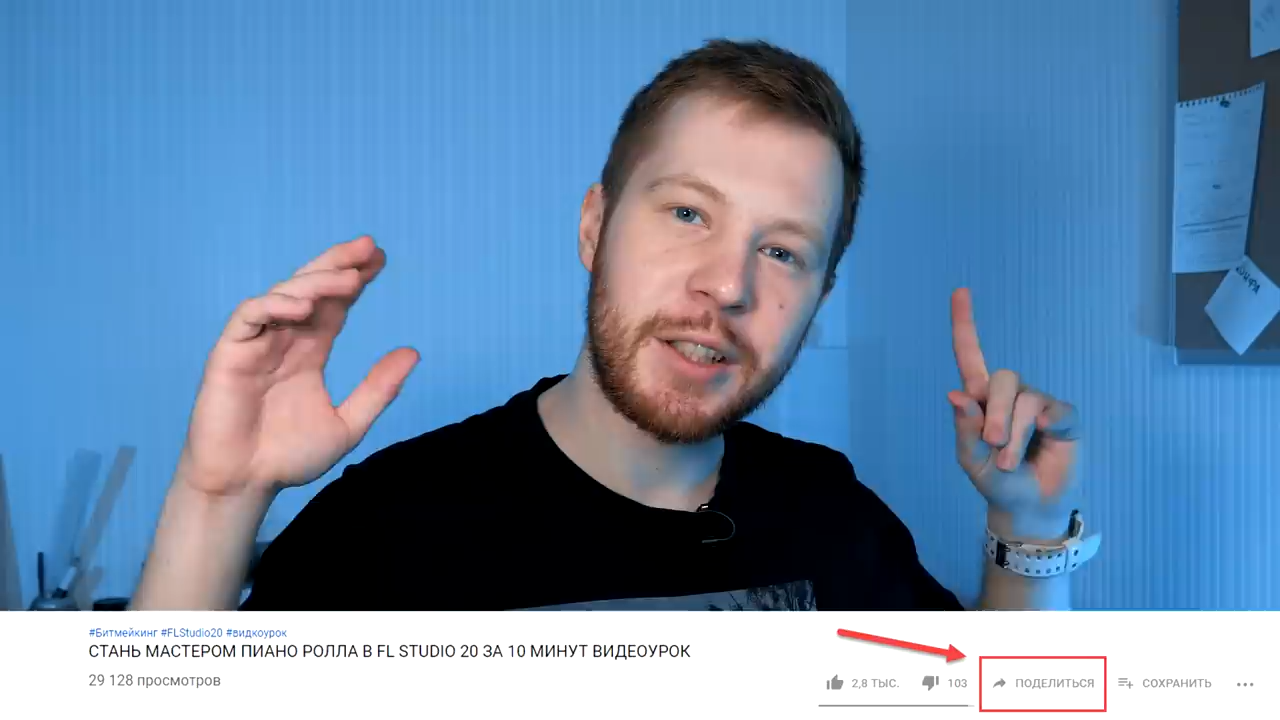 #Битмейкинг #FLStudio20 #видкоурок
СТАНЬ МАСТЕРОМ ПИАНО РОЛЛА В FL STUDIO 20 ЗА 10 МИНУТ ВИДЕОУРОК
29 128 просмотров
2,8 ТЫС. 103 ПОДЕЛИТЬСЯ СОХРАНИТЬ